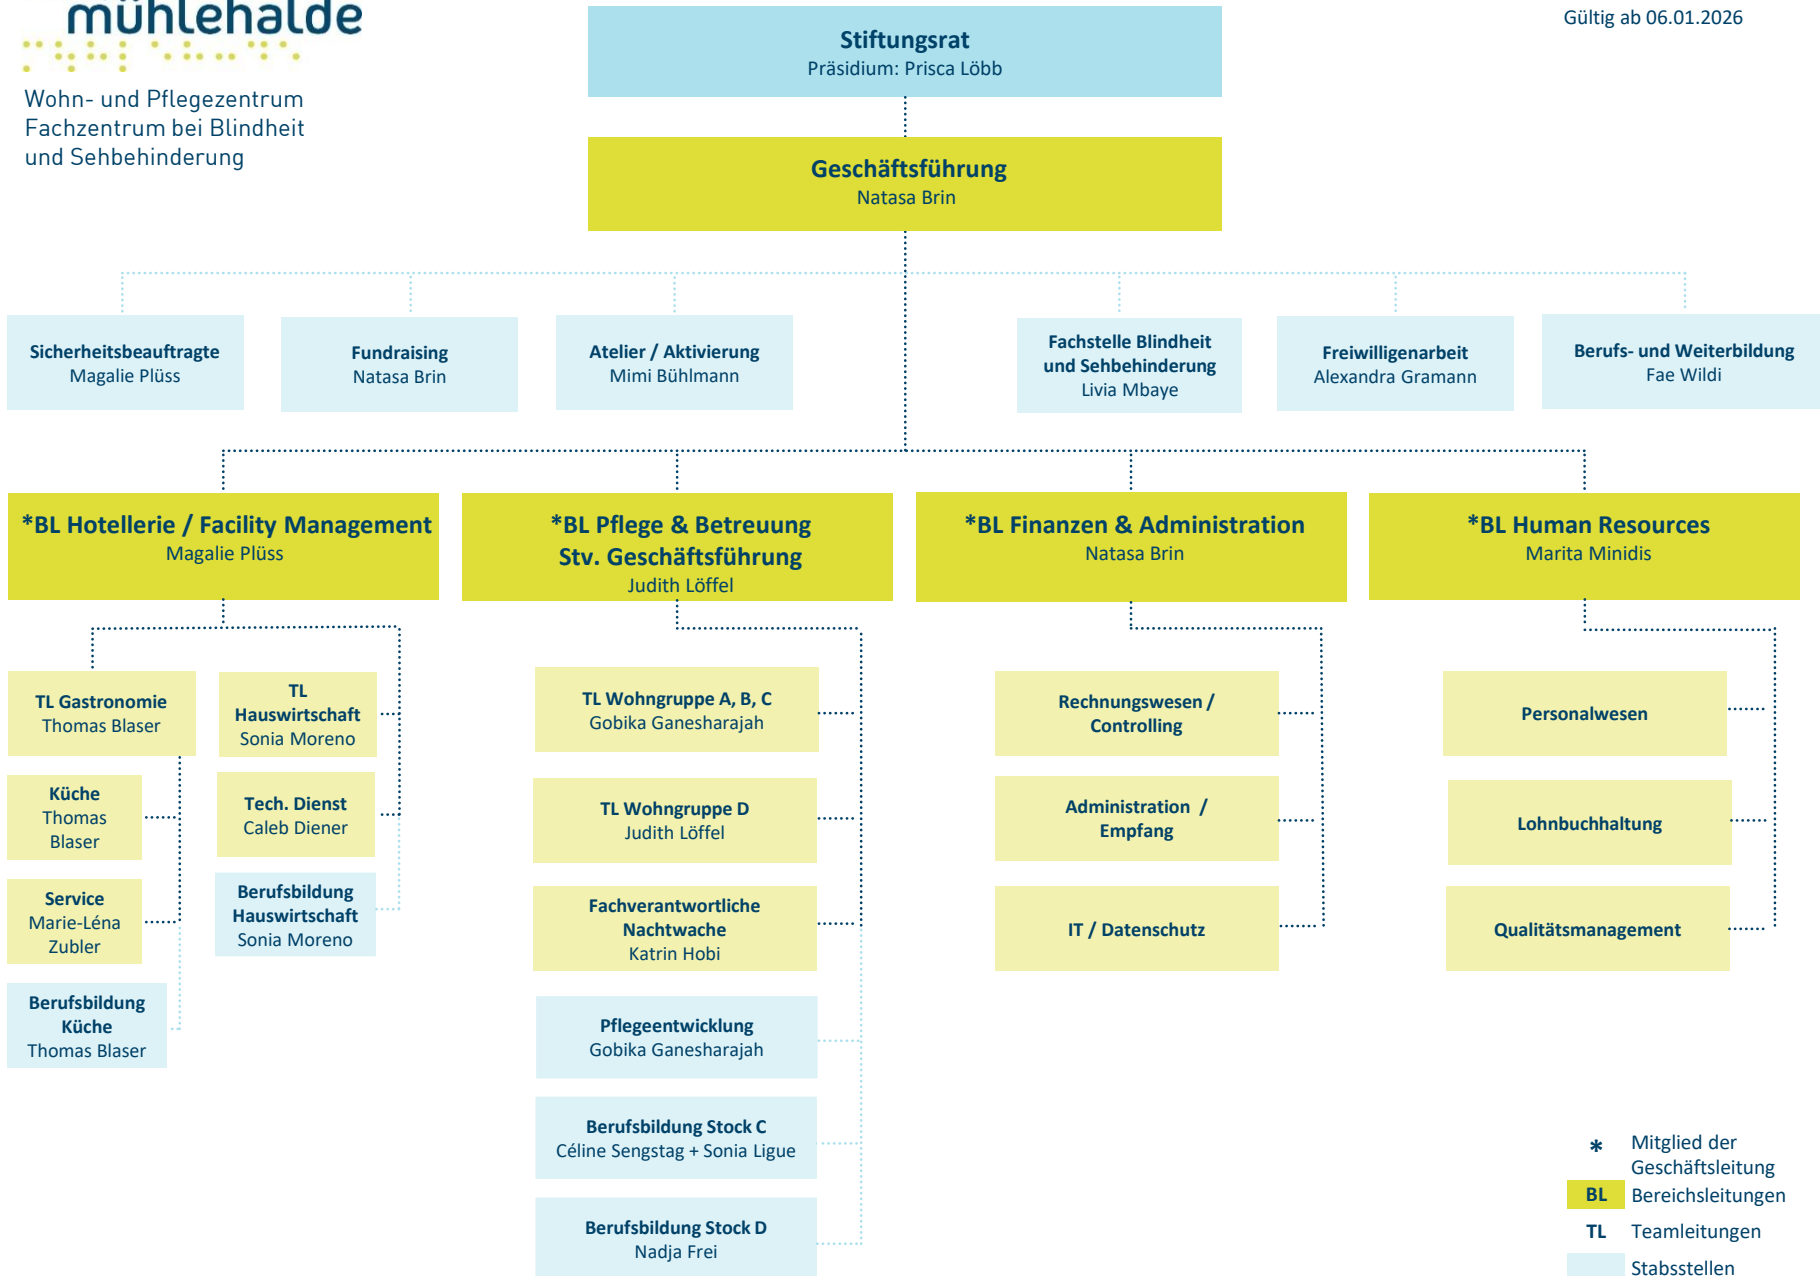 mühlehalde
Wohn- und Pflegezentrum
Fachzentrum bei Blindheit
und Sehbehinderung
Gültig ab 06.01.2026
Stiftungsrat
Präsidium: Prisca Löbb
Geschäftsführung
Natasa Brin
Sicherheitsbeauftragte
Magalie Plüss
Fundraising
Natasa Brin
Atelier / Aktivierung
Mimi Bühlmann
Fachstelle Blindheit
und Sehbehinderung
Livia Mbaye
Freiwilligenarbeit
Alexandra Gramann
Berufs- und Weiterbildung
Fae Wildi
*BL Hotellerie / Facility Management
Magalie Plüss
*BL Pflege & Betreuung
Stv. Geschäftsführung
Judith Löffel
*BL Finanzen & Administration
Natasa Brin
*BL Human Resources
Marita Minidis
TL Gastronomie
Thomas Blaser
Küche
Thomas
Blaser
Service
Marie-Léna
Zubler
Berufsbildung
Küche
Thomas Blaser
TL
Hauswirtschaft
Sonia Moreno
Tech. Dienst
Caleb Diener
Berufsbildung
Hauswirtschaft
Sonia Moreno
TL Wohngruppe A, B, C
Gobika Ganesharajah
TL Wohngruppe D
Judith Löffel
Fachverantwortliche
Nachtwache
Katrin Hobi
Pflegeentwicklung
Gobika Ganesharajah
Berufsbildung Stock C
Céline Sengstag + Sonia Ligue
Berufsbildung Stock D
Nadja Frei
Rechnungswesen /
Controlling
Administration /
Empfang
IT / Datenschutz
Personalwesen
Lohnbuchhaltung
Qualitätsmanagement
* Mitglied der
Geschäftsleitung
BL Bereichsleitungen
TL Teamleitungen
Stabsstellen